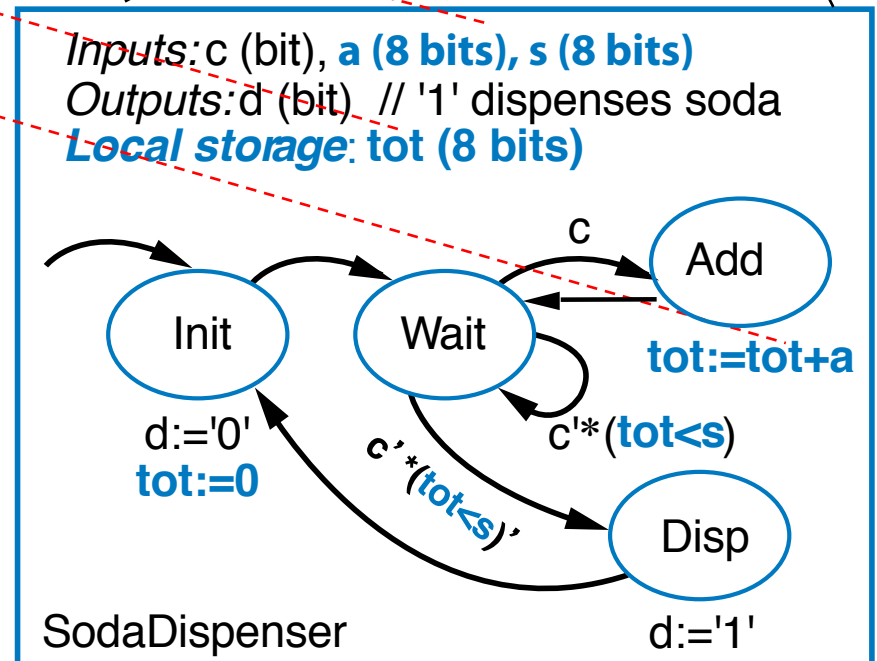 Inputs: c (bit), a (8 bits), s (8 bits)
Outputs: d (bit) // '1' dispenses soda
Local storage: tot (8 bits)
c
Add
Init
Wait
tot:=tot+a
d:='0'
c'*(tot<s)
tot:=0
c’*(tot<s)’
Disp
SodaDispenser
d:='1'